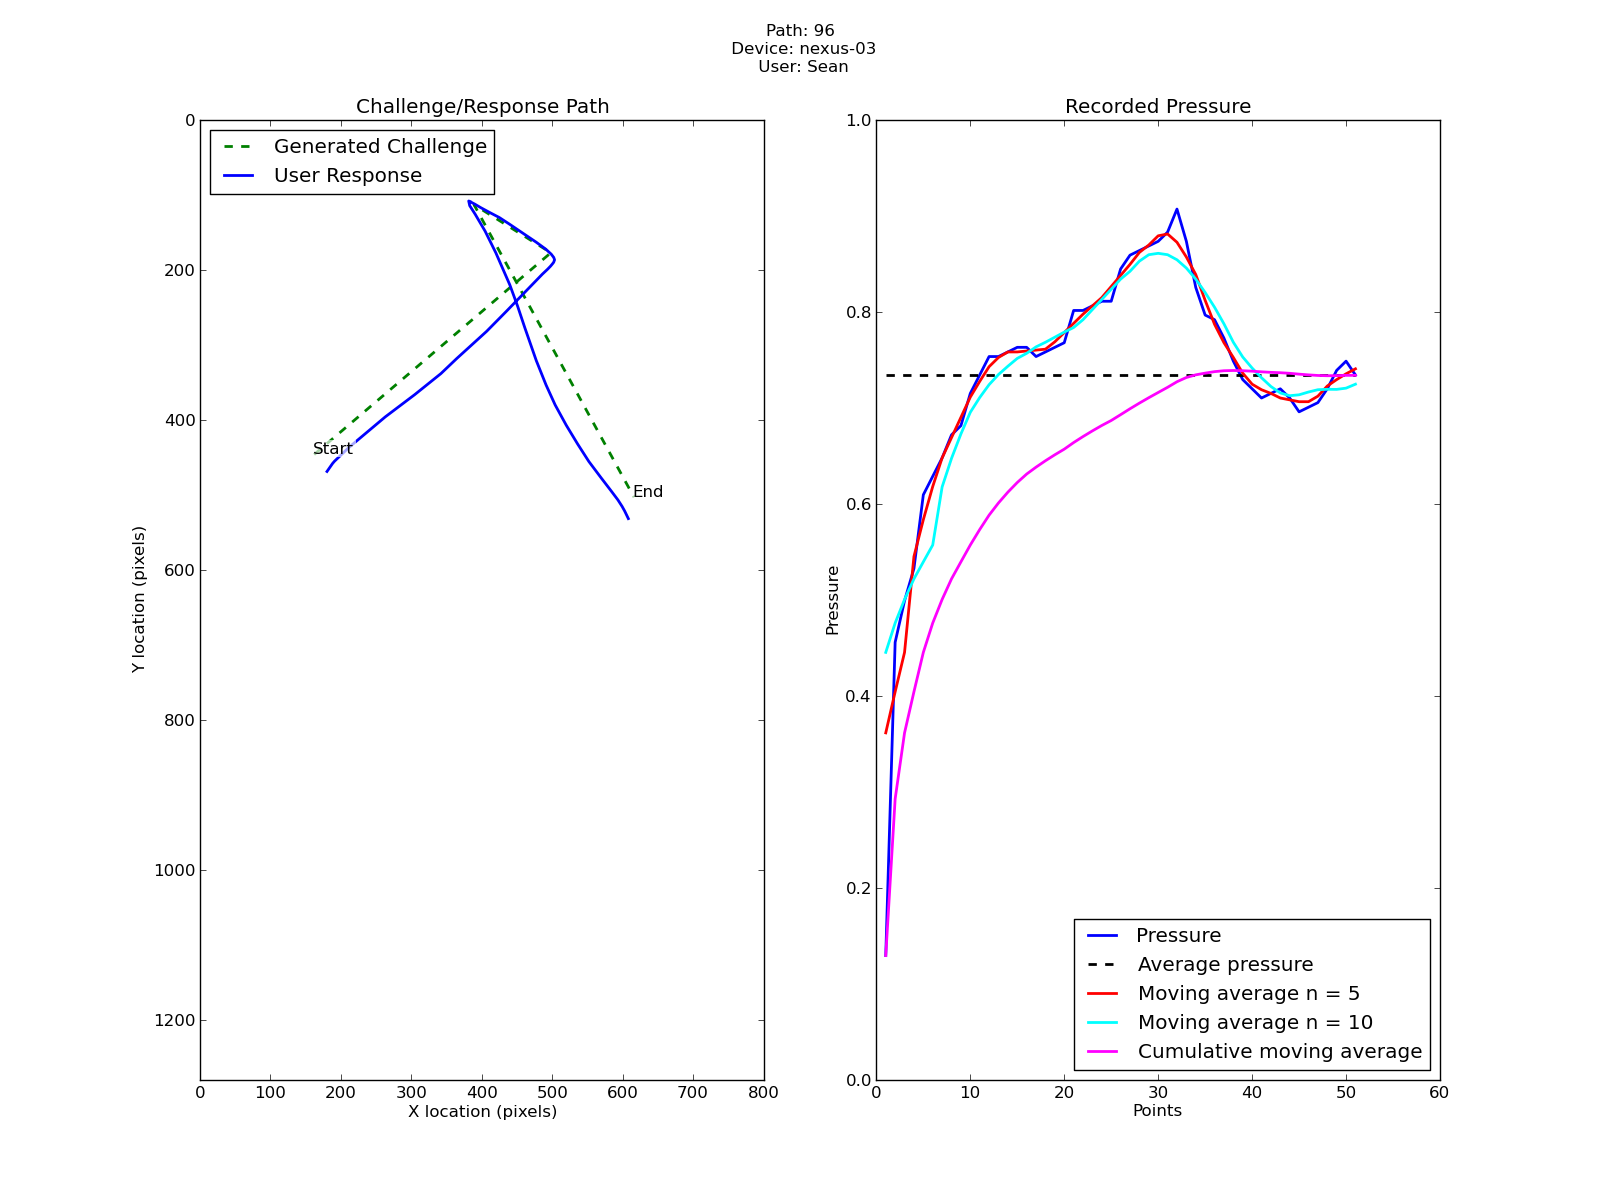 Path: 96
Device: nexus-03
User: Sean
Challenge/Response Path
Generated Challenge
User Response
0
200
400
600
800
1000
1200
Y location (pixels)
Start
End
0 100 200 300 400 500 600 700 800
X location (pixels)
Recorded Pressure
1.0
0.8
0.6
0.4
0.2
0.0
Pressure
Pressure
Average pressure
Moving average n = 5
Moving average n = 10
Cumulative moving average
0 10 20 30 40 50 60
Points